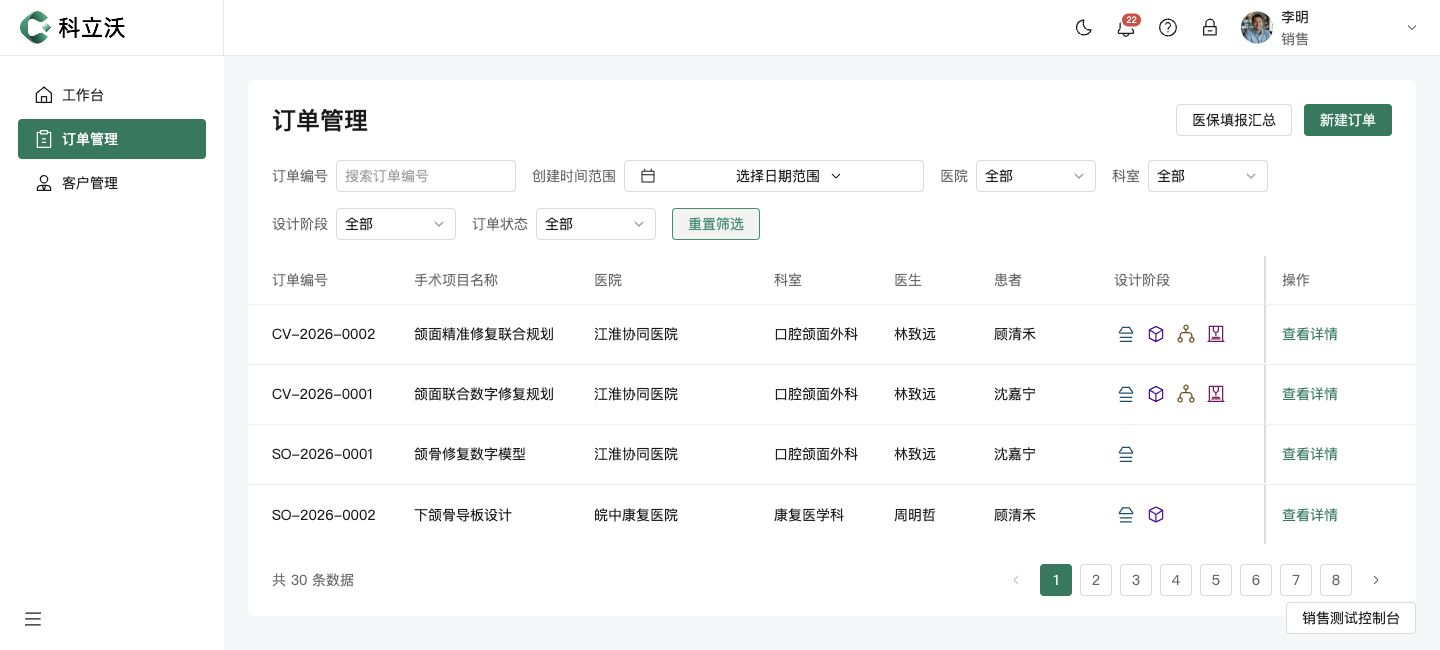 科立沃
22
李明
销售
工作台
订单管理
客户管理
订单管理
医保填报汇总
新建订单
订单编号 搜索订单编号 创建时间范围 选择日期范围 医院 全部 科室 全部
设计阶段 全部 订单状态 全部 重置筛选
订单编号 手术项目名称 医院 科室 医生 患者 设计阶段 操作
CV-2026-0002 颌面精准修复联合规划 江淮协同医院 口腔颌面外科 林致远 顾清禾 查看详情
CV-2026-0001 颌面联合数字修复规划 江淮协同医院 口腔颌面外科 林致远 沈嘉宁 查看详情
SO-2026-0001 颌骨修复数字模型 江淮协同医院 口腔颌面外科 林致远 沈嘉宁 查看详情
SO-2026-0002 下颌骨导板设计 皖中康复医院 康复医学科 周明哲 顾清禾 查看详情
共 30 条数据 1 2 3 4 5 6 7 8
销售测试控制台